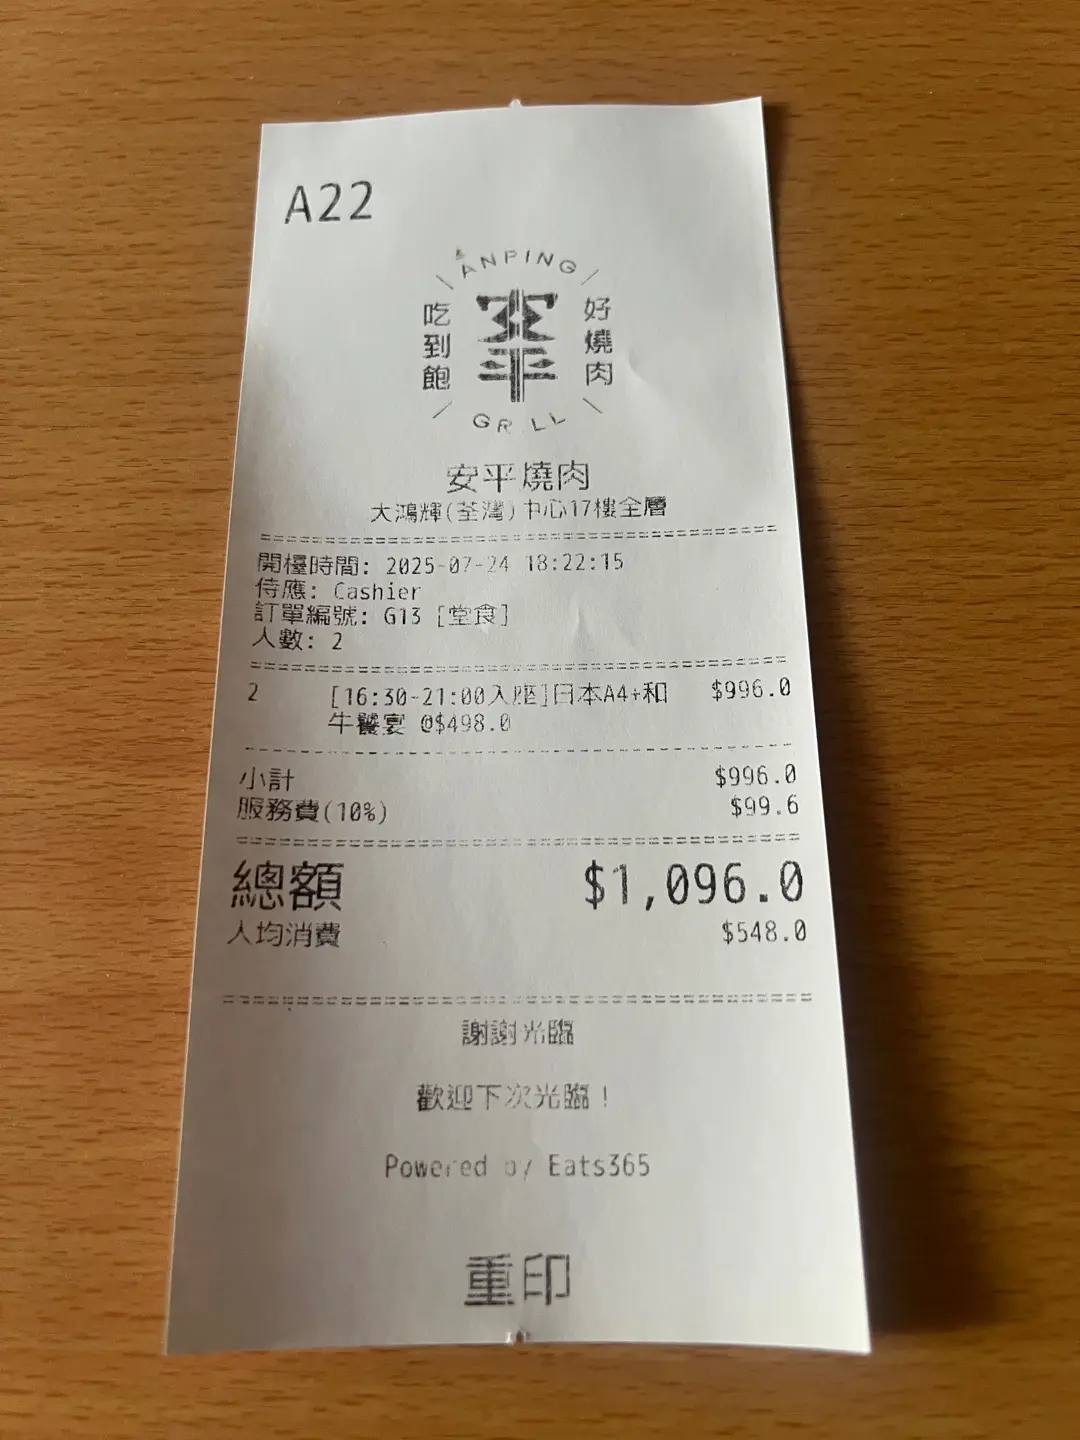 A22
ANPING
吃到飽
安平
好燒肉
GRILL
安平燒肉
大鴻輝(荃灣)中心17樓全層
開檯時間: 2025-07-24 18:22:15
侍應: Cashier
訂單編號: G13 [堂食]
人數: 2
2 [16:30-21:00入座]日本A4+和 $996.0
牛饗宴 @$498.0
小計 $996.0
服務費(10%) $99.6
總額 $1,096.0
人均消費 $548.0
謝謝光臨
歡迎下次光臨!
Powered by Eats365
重印